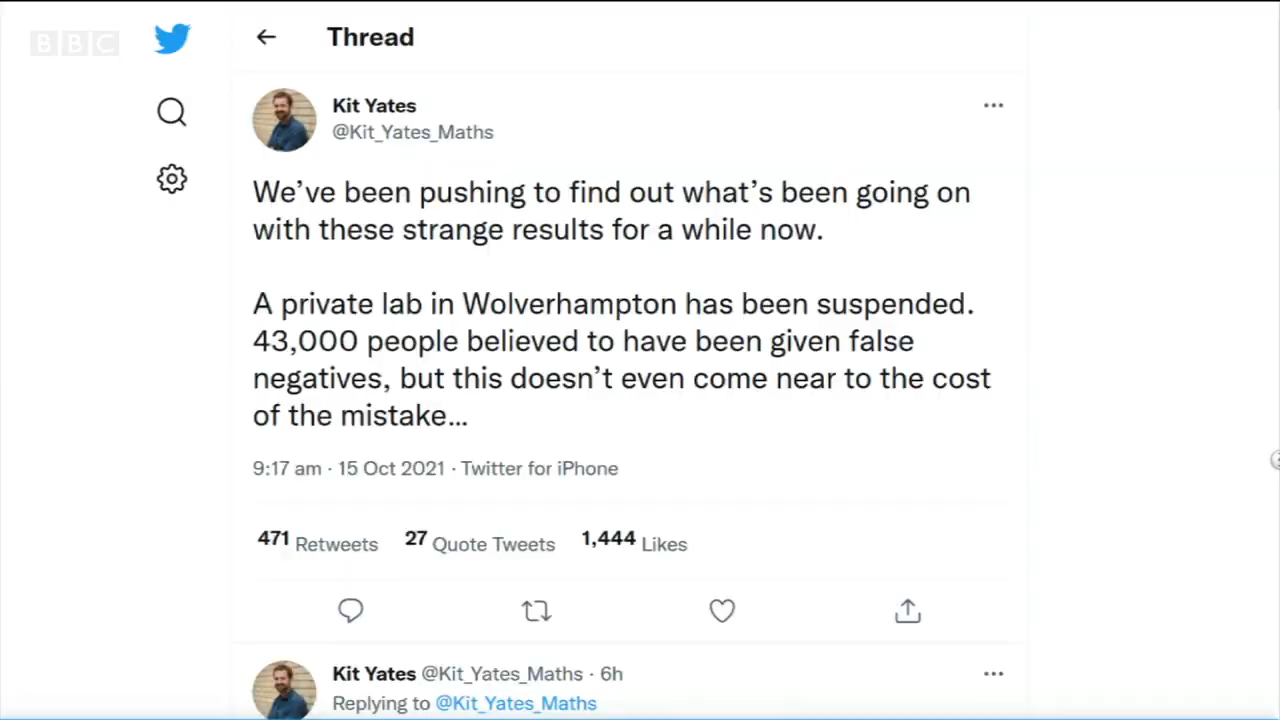 BBC
Thread
Kit Yates
@Kit_Yates_Maths
We’ve been pushing to find out what’s been going on
with these strange results for a while now.
A private lab in Wolverhampton has been suspended.
43,000 people believed to have been given false
negatives, but this doesn’t even come near to the cost
of the mistake…
9:17 am · 15 Oct 2021 · Twitter for iPhone
471 Retweets 27 Quote Tweets 1,444 Likes
Kit Yates @Kit_Yates_Maths · 6h
Replying to @Kit_Yates_Maths